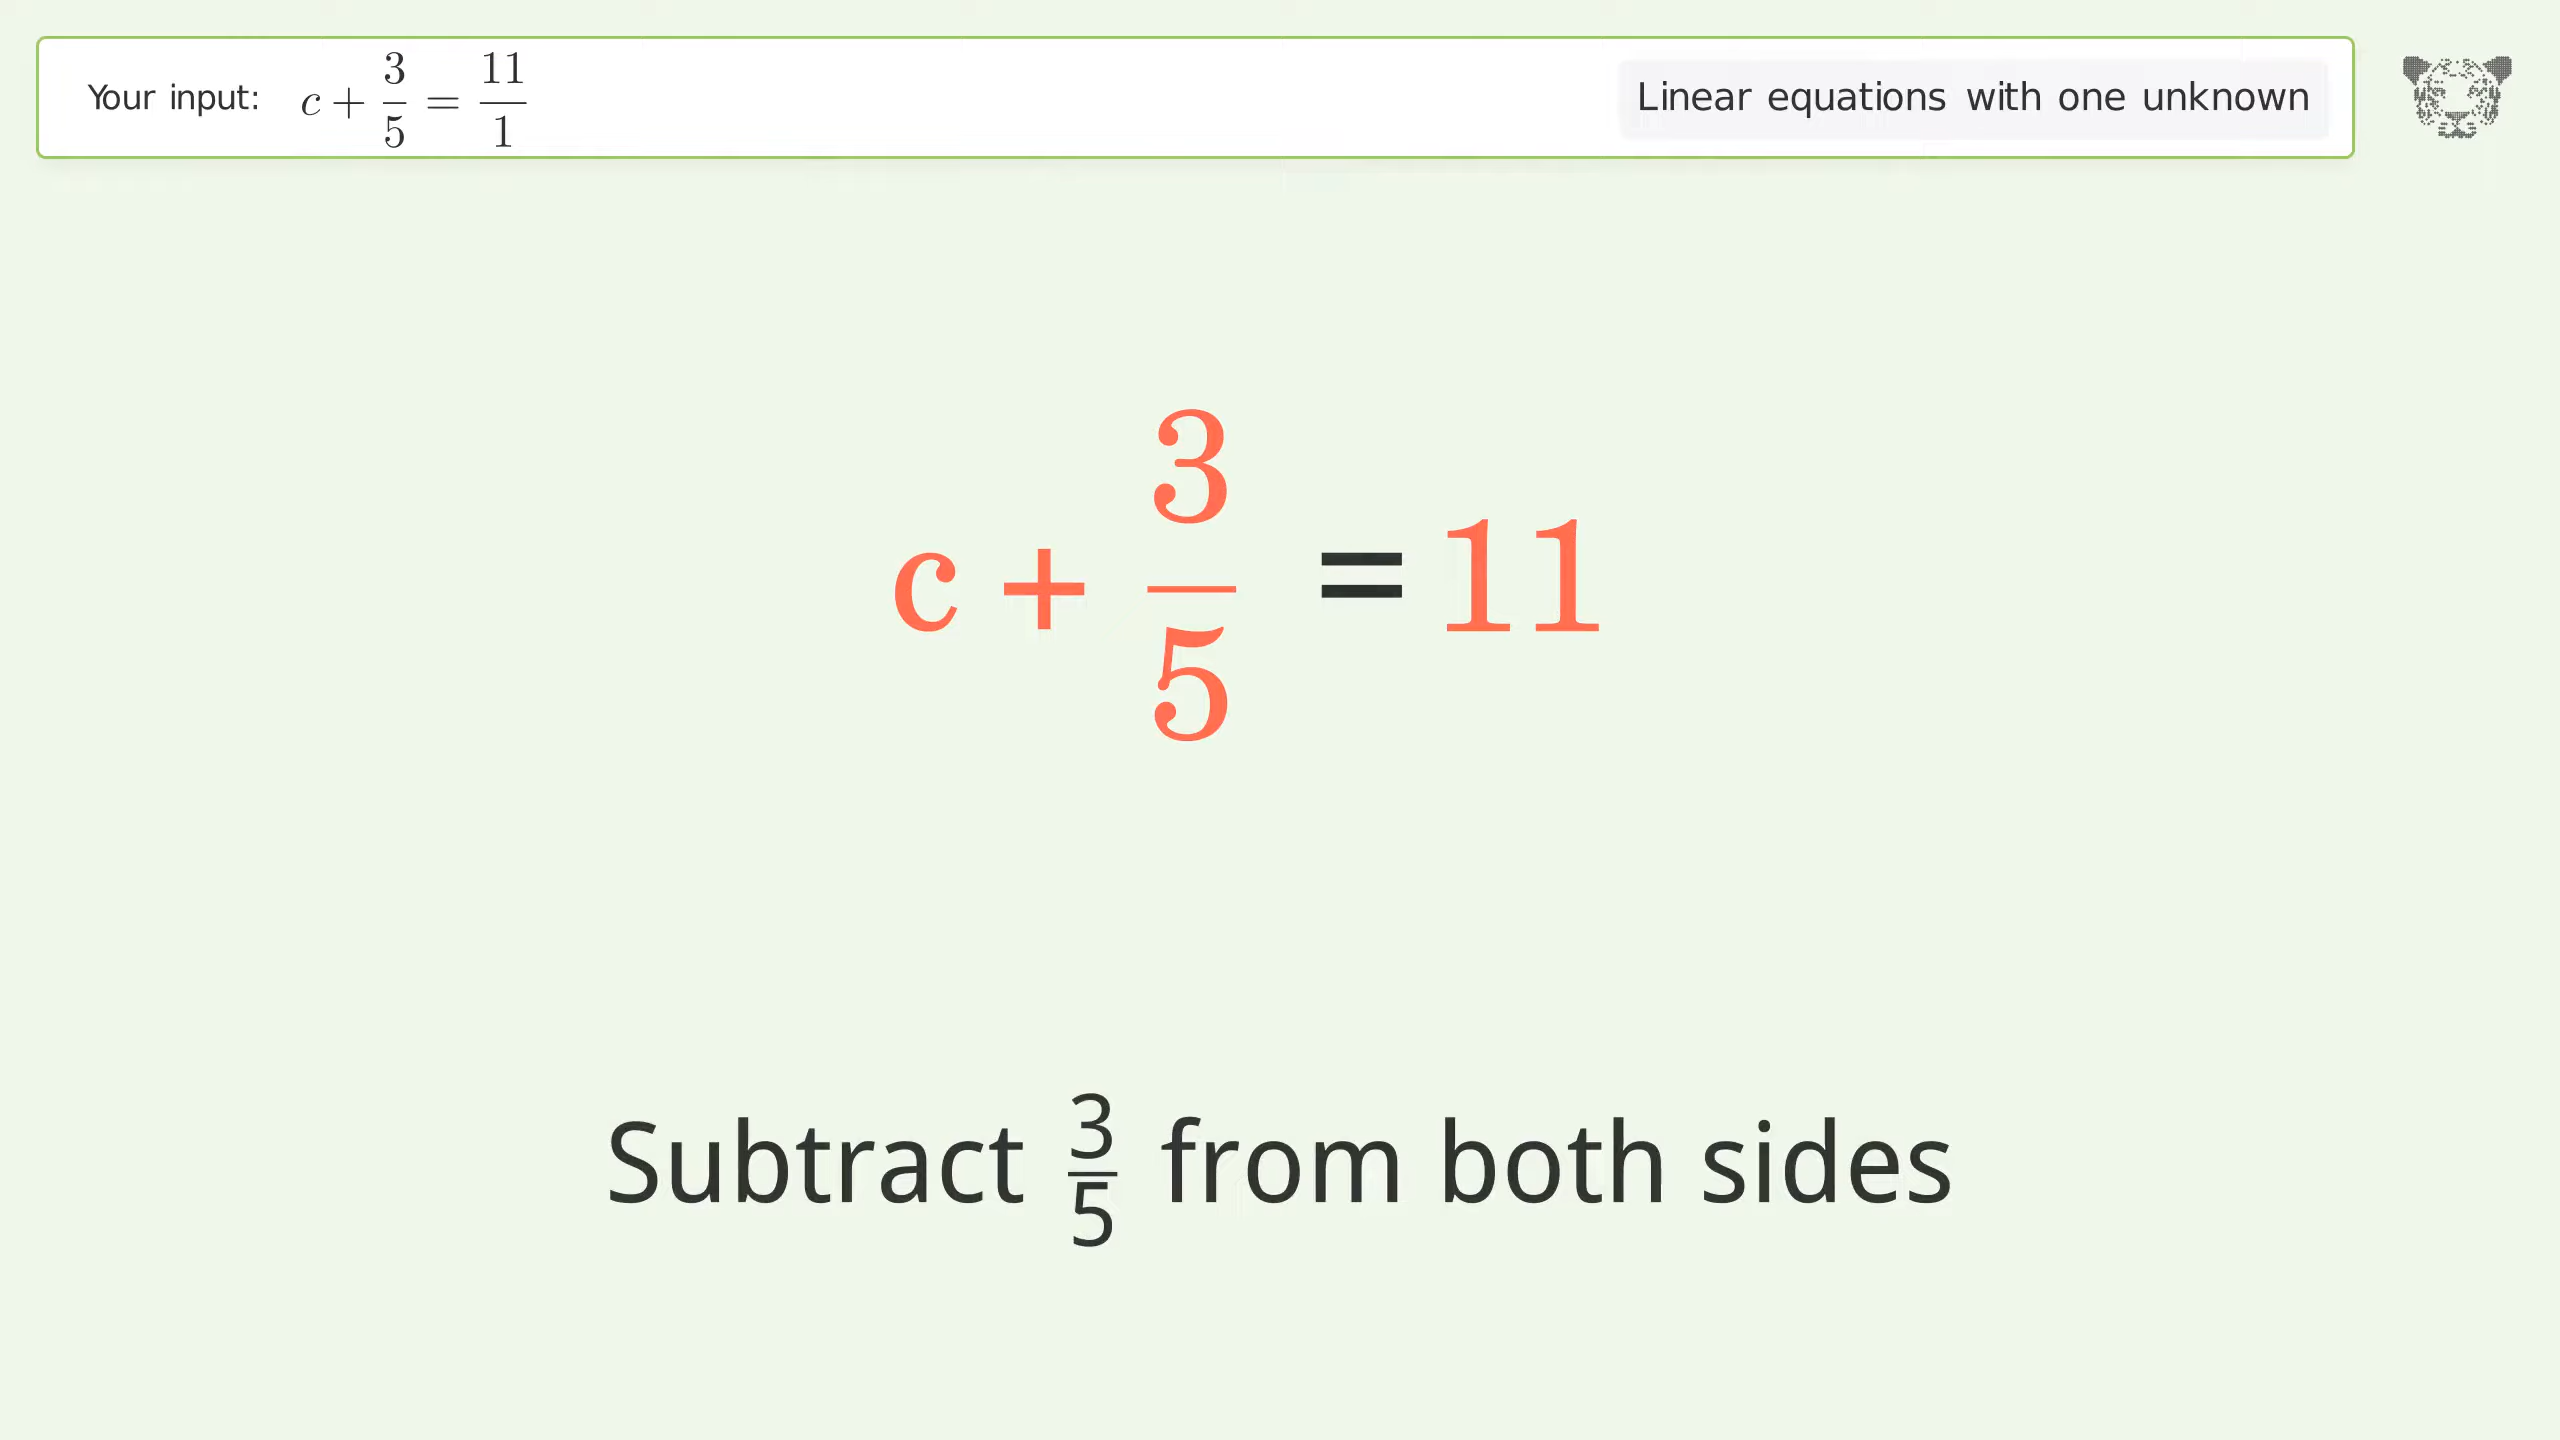 Your input: c + 3/5 = 11/1
Linear equations with one unknown
c + 3/5 = 11
Subtract 3/5 from both sides